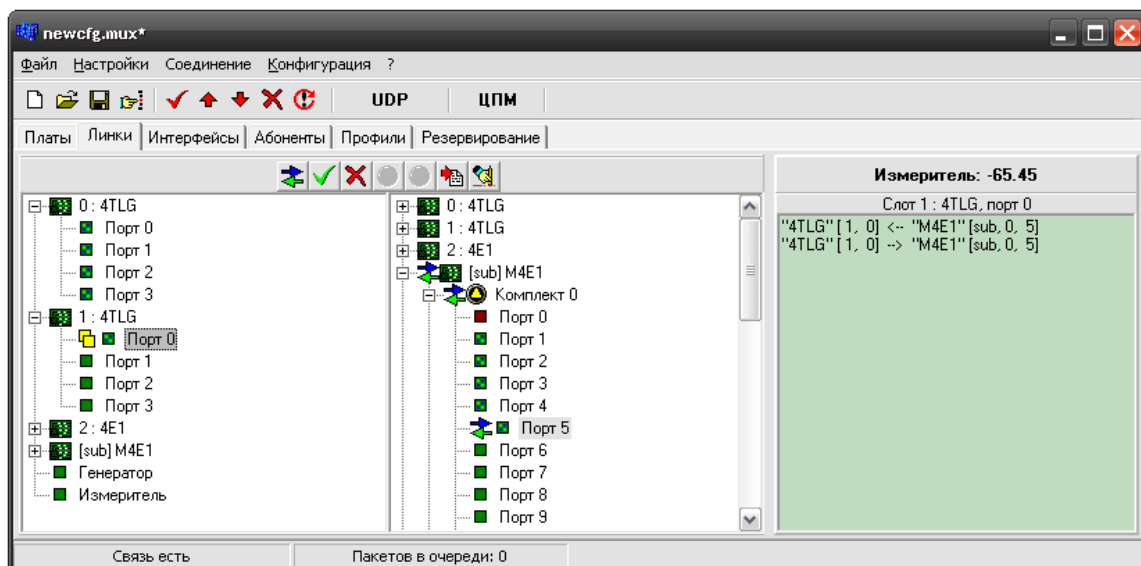 newcfg.mux*
Файл Настройки Соединение Конфигурация ?
UDP ЦПМ
Платы Линки Интерфейсы Абоненты Профили Резервирование
0 : 4TLG
Порт 0
Порт 1
Порт 2
Порт 3
1 : 4TLG
Порт 0
Порт 1
Порт 2
Порт 3
2 : 4E1
[sub] M4E1
Генератор
Измеритель
0 : 4TLG
1 : 4TLG
2 : 4E1
[sub] M4E1
Комплект 0
Порт 0
Порт 1
Порт 2
Порт 3
Порт 4
Порт 5
Порт 6
Порт 7
Порт 8
Порт 9
Измеритель: -65.45
Слот 1 : 4TLG, порт 0
"4TLG" [ 1, 0] <-- "M4E1" [sub, 0, 5]
"4TLG" [ 1, 0] --> "M4E1" [sub, 0, 5]
Связь есть Пакетов в очереди: 0